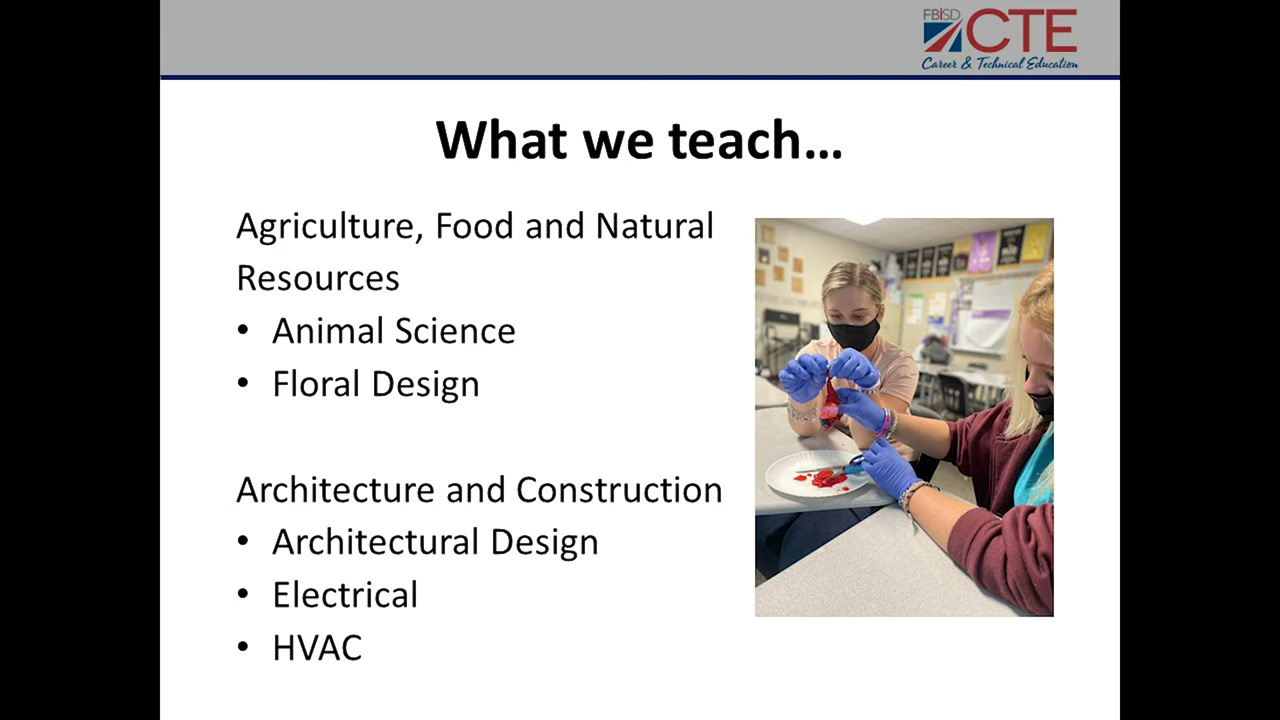 FBISD
CTE
Career & Technical Education
What we teach...
Agriculture, Food and Natural
Resources
• Animal Science
• Floral Design
Architecture and Construction
• Architectural Design
• Electrical
• HVAC